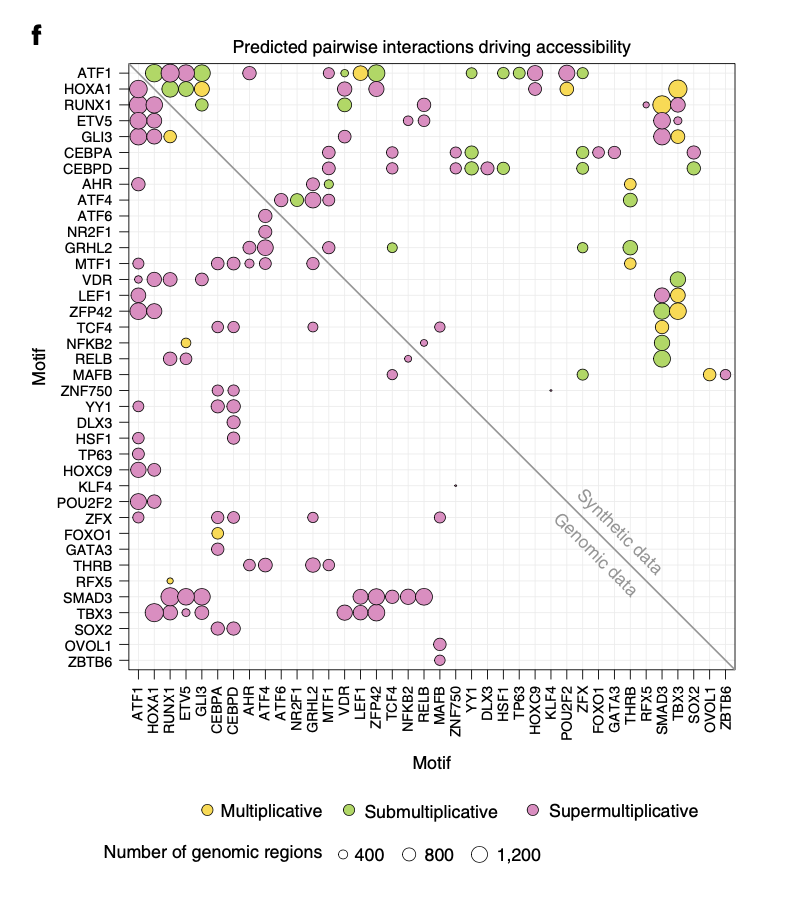 f
Predicted pairwise interactions driving accessibility
ATF1
HOXA1
RUNX1
ETV5
GLI3
CEBPA
CEBPD
AHR
ATF4
ATF6
NR2F1
GRHL2
MTF1
VDR
LEF1
ZFP42
TCF4
NFKB2
RELB
MAFB
ZNF750
YY1
DLX3
HSF1
TP63
HOXC9
KLF4
POU2F2
ZFX
FOXO1
GATA3
THRB
RFX5
SMAD3
TBX3
SOX2
OVOL1
ZBTB6
Motif
Synthetic data
Genomic data
ATF1
HOXA1
RUNX1
ETV5
GLI3
CEBPA
CEBPD
AHR
ATF4
ATF6
NR2F1
GRHL2
MTF1
VDR
LEF1
ZFP42
TCF4
NFKB2
RELB
MAFB
ZNF750
YY1
DLX3
HSF1
TP63
HOXC9
KLF4
POU2F2
ZFX
FOXO1
GATA3
THRB
RFX5
SMAD3
TBX3
SOX2
OVOL1
ZBTB6
Motif
Multiplicative Submultiplicative Supermultiplicative
Number of genomic regions 400 800 1,200